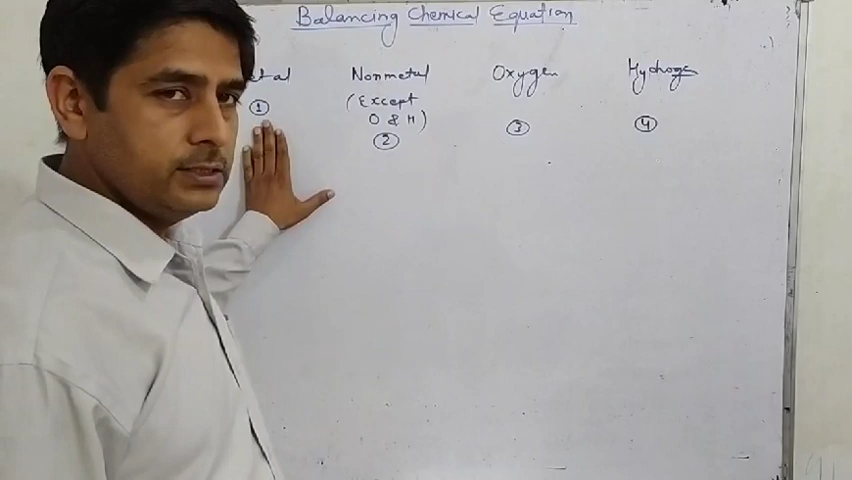 Balancing Chemical Equation
Nonmetal Oxygen Hydrogen
(Except
O & H)
1 2 3 4